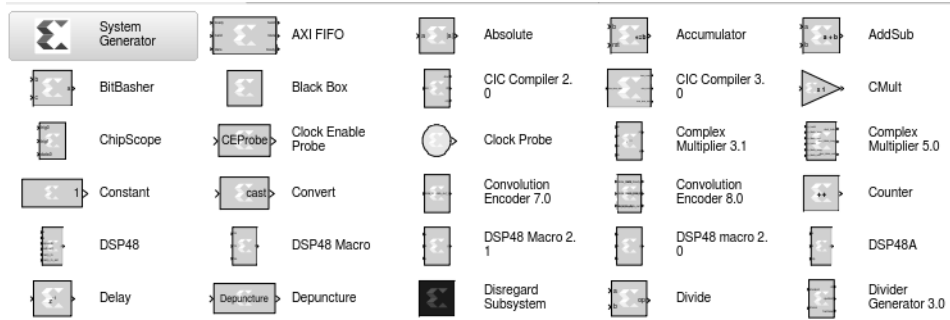 System
Generator
AXI FIFO
Absolute
Accumulator
AddSub
BitBasher
Black Box
CIC Compiler 2.
0
CIC Compiler 3.
0
CMult
ChipScope
CEProbe
Clock Enable
Probe
Clock Probe
Complex
Multiplier 3.1
Complex
Multiplier 5.0
1
Constant
cast
Convert
Convolution
Encoder 7.0
Convolution
Encoder 8.0
++
Counter
DSP48
DSP48 Macro
DSP48 Macro 2.
1
DSP48 macro 2.
0
DSP48A
Delay
Depuncture
Depuncture
Disregard
Subsystem
Divide
Divider
Generator 3.0